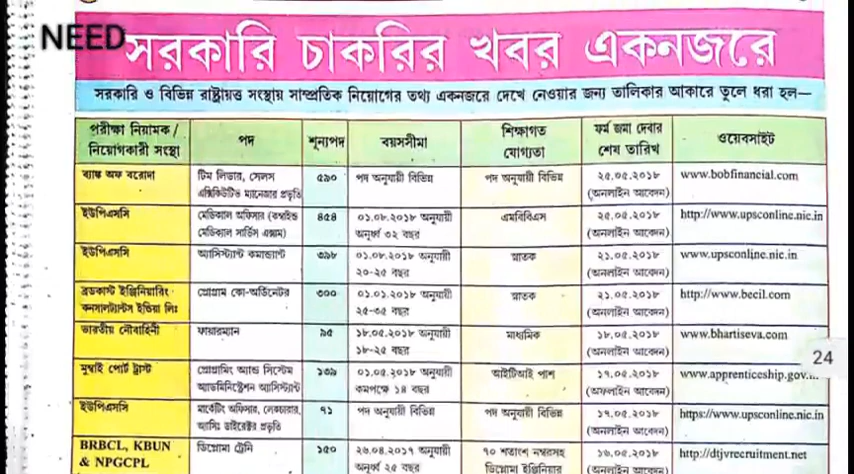 NEED
সরকারি চাকরির খবর একনজরে
সরকারি ও বিভিন্ন রাষ্ট্রায়ত্ত সংস্থায় সাম্প্রতিক নিয়োগের তথ্য একনজরে দেখে নেওয়ার জন্য তালিকার আকারে তুলে ধরা হল—
পরীক্ষা নিয়ামক / নিয়োগকারী সংস্থা পদ শূন্যপদ বয়সসীমা শিক্ষাগত যোগ্যতা ফর্ম জমা দেবার শেষ তারিখ ওয়েবসাইট
ব্যাঙ্ক অফ বরোদা টিম লিডার, সেলস ৫৯০ পদ অনুযায়ী বিভিন্ন পদ অনুযায়ী বিভিন্ন ২৫.০৫.২০১৮ www.bobfinancial.com
এক্সিকিউটিভ ম্যানেজার প্রভৃতি (অনলাইন আবেদন)
ইউপিএসসি মেডিক্যাল অফিসার (কম্বাইন্ড ৪৫৪ ০১.০৮.২০১৮ অনুযায়ী এমবিবিএস ২৫.০৫.২০১৮ http://www.upsconline.nic.in
মেডিক্যাল সার্ভিস এক্সাম) অনূর্ধ্ব ৩২ বছর (অনলাইন আবেদন)
ইউপিএসসি অ্যাসিস্ট্যান্ট কমান্ড্যান্ট ৩৯৮ ০১.০৮.২০১৮ অনুযায়ী স্নাতক ২১.০৫.২০১৮ www.upsconline.nic.in
২০-২৫ বছর (অনলাইন আবেদন)
ব্রডকাস্ট ইঞ্জিনিয়ারিং প্রোগ্রাম কো-অর্ডিনেটর ৩০০ ০১.০১.২০১৮ অনুযায়ী স্নাতক ২১.০৫.২০১৮ http://www.becil.com
কনসালট্যান্টস ইন্ডিয়া লিঃ ২৫-৩৫ বছর (অনলাইন আবেদন)
ভারতীয় নৌবাহিনী ফায়ারম্যান ৯৫ ১৮.০৫.২০১৮ অনুযায়ী মাধ্যমিক ১৮.০৫.২০১৮ www.bhartiseva.com
১৮-২৫ বছর (অনলাইন আবেদন)
24
মুম্বাই পোর্ট ট্রাস্ট প্রোগ্রামিং অ্যান্ড সিস্টেম ১৩৯ ০১.০৫.২০১৮ অনুযায়ী আইটিআই পাশ ১৭.০৫.২০১৮ www.apprenticeship.gov.
অ্যাডমিনিস্ট্রেশন অ্যাসিস্ট্যান্ট কমপক্ষে ১৪ বছর (অফলাইন আবেদন)
ইউপিএসসি মার্কেটিং অফিসার, লেকচারার, ৭১ পদ অনুযায়ী বিভিন্ন পদ অনুযায়ী বিভিন্ন ১৭.০৫.২০১৮ https://www.upsconline.nic.in
অ্যাসিঃ ডাইরেক্টর প্রভৃতি (অনলাইন আবেদন)
BRBCL, KBUN ডিপ্লোমা ট্রেনি ১৫০ ২৬.০৪.২০১৭ অনুযায়ী ৭০ শতাংশ নম্বরসহ ১৬.০৫.২০১৮ http://dtjvrecruitment.net
& NPGCPL অনূর্ধ্ব ২৫ বছর ডিপ্লোমা ইঞ্জিনিয়ার (অনলাইন আবেদন)